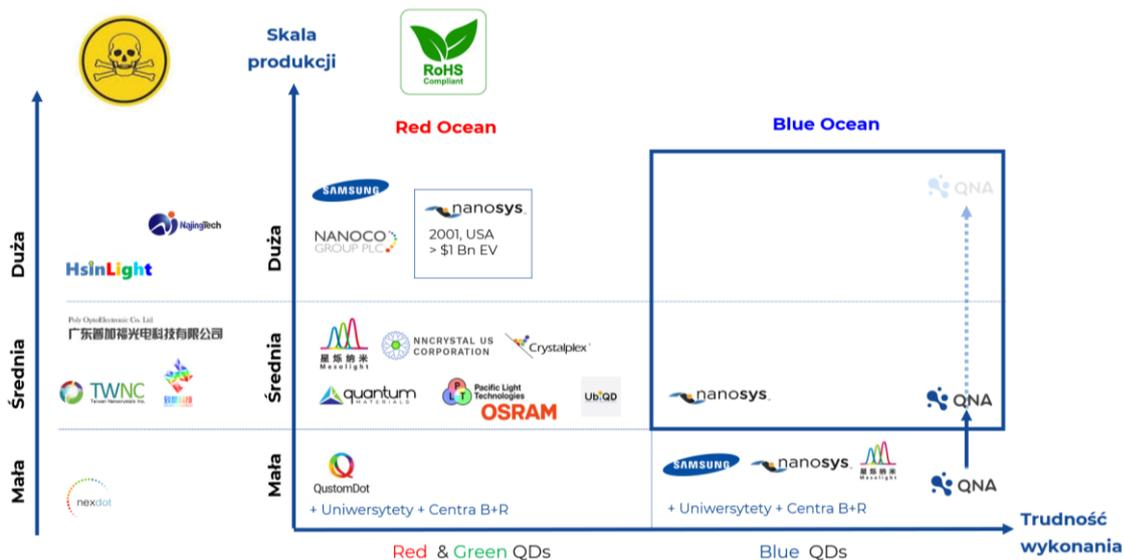 Skala
produkcji
RoHS
Compliant
Red Ocean
Blue Ocean
Duża
NajingTech
HsinLight
Duża
SAMSUNG
NANOCO
GROUP PLC
nanosys
2001, USA
> $1 Bn EV
QNA
Średnia
Poly OptoElectronic Co. Ltd.
广东普加福光电科技有限公司
TWNC
Taiwan Nanocrystals Inc.
Średnia
星烁纳米
Mesolight
NNCRYSTAL US
CORPORATION
Crystalplex
quantum
MATERIALS
Pacific Light
Technologies
OSRAM
UbiQD
nanosys
QNA
Mała
nexdot
Mała
QustomDot
+ Uniwersytety + Centra B+R
SAMSUNG
nanosys
星烁纳米
Mesolight
QNA
+ Uniwersytety + Centra B+R
Trudność
wykonania
Red & Green QDs
Blue QDs